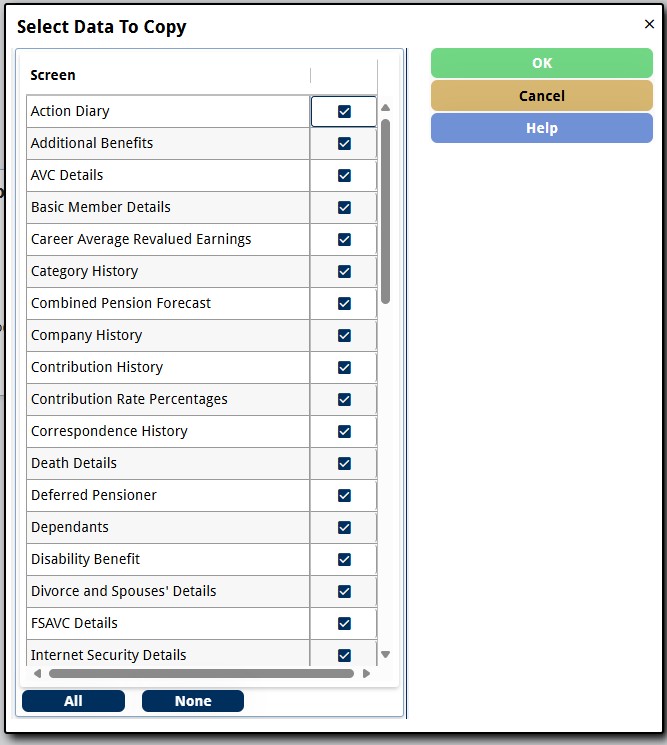 Select Data To Copy
×
Screen
Action Diary
Additional Benefits
AVC Details
Basic Member Details
Career Average Revalued Earnings
Category History
Combined Pension Forecast
Company History
Contribution History
Contribution Rate Percentages
Correspondence History
Death Details
Deferred Pensioner
Dependants
Disability Benefit
Divorce and Spouses' Details
FSAVC Details
Internet Security Details
All None
OK
Cancel
Help